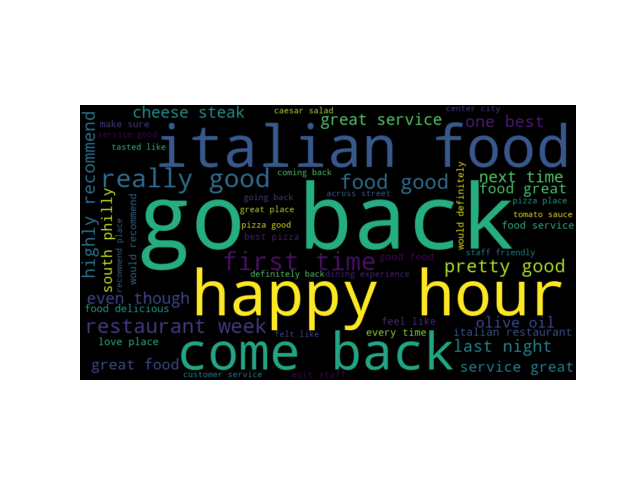 cheese steak
caesar salad
center city
great service
one best
make sure
service good
tasted like
italian food
highly recommend
really good
coming back
food good
next time
food great
going back
across street
pizza place
south philly
recommend place
would recommend
go back
great place
would definitely
tomato sauce
pizza good
food service
best pizza
first time
good food
staff friendly
definitely back
dining experience
pretty good
even though
happy hour
food delicious
restaurant week
feel like
olive oil
felt like
every time
italian restaurant
love place
come back
last night
great food
service great
customer service
wait staff